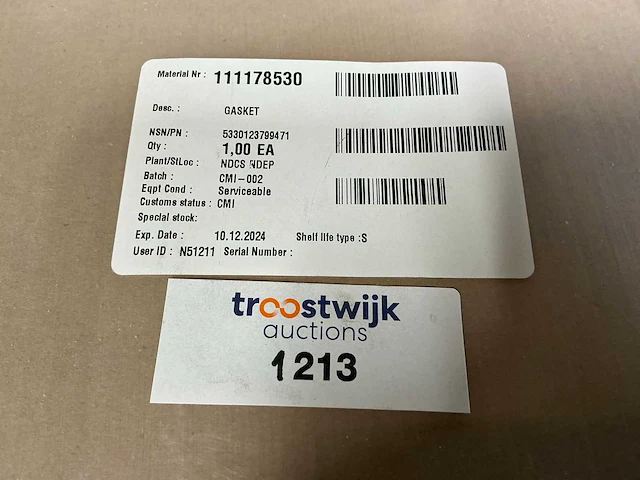 Material Nr : 111178530
Desc. : GASKET
NSN/PN : 5330123799471
Qty : 1,00 EA
Plant/StLoc : NDCS NDEP
Batch : CMI-002
Eqpt Cond : Serviceable
Customs status : CMI
Special stock:
Exp. Date : 10.12.2024 Shelf life type :S
User ID : N51211 Serial Number :
troostwijk
auctions
1213